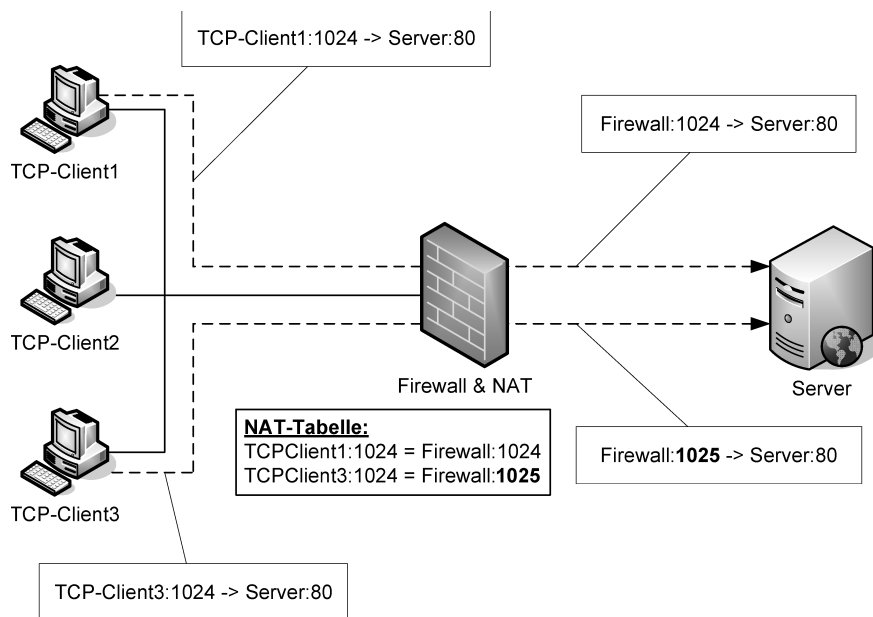 TCP-Client1:1024 -> Server:80
Firewall:1024 -> Server:80
TCP-Client1
TCP-Client2
Firewall & NAT
Server
NAT-Tabelle:
TCPClient1:1024 = Firewall:1024
TCPClient3:1024 = Firewall:1025
Firewall:1025 -> Server:80
TCP-Client3
TCP-Client3:1024 -> Server:80